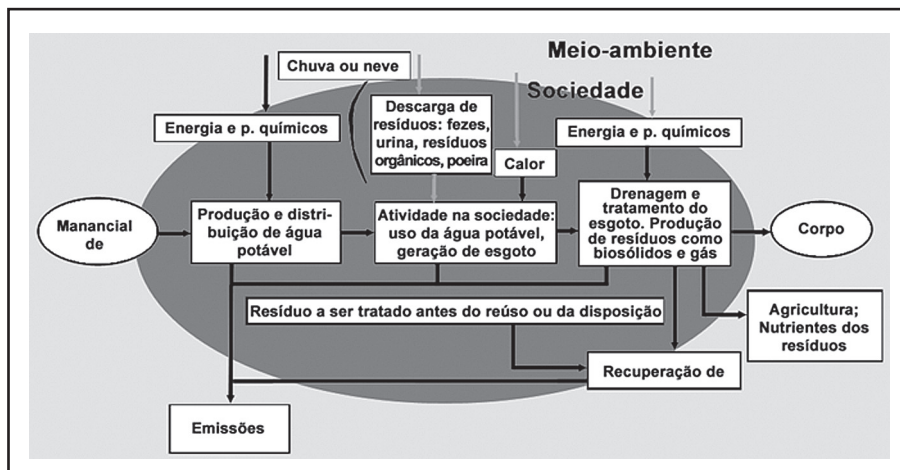 Meio-ambiente
Chuva ou neve
Sociedade
Energia e p. químicos
Descarga de
resíduos: fezes,
urina, resíduos
orgânicos, poeira
Calor
Energia e p. químicos
Manancial
de
Produção e distri-
buição de água
potável
Atividade na sociedade:
uso da água potável,
geração de esgoto
Drenagem e
tratamento do
esgoto. Produção
de resíduos como
biosólidos e gás
Corpo
Resíduo a ser tratado antes do reúso ou da disposição
Agricultura;
Nutrientes dos
resíduos
Recuperação de
Emissões